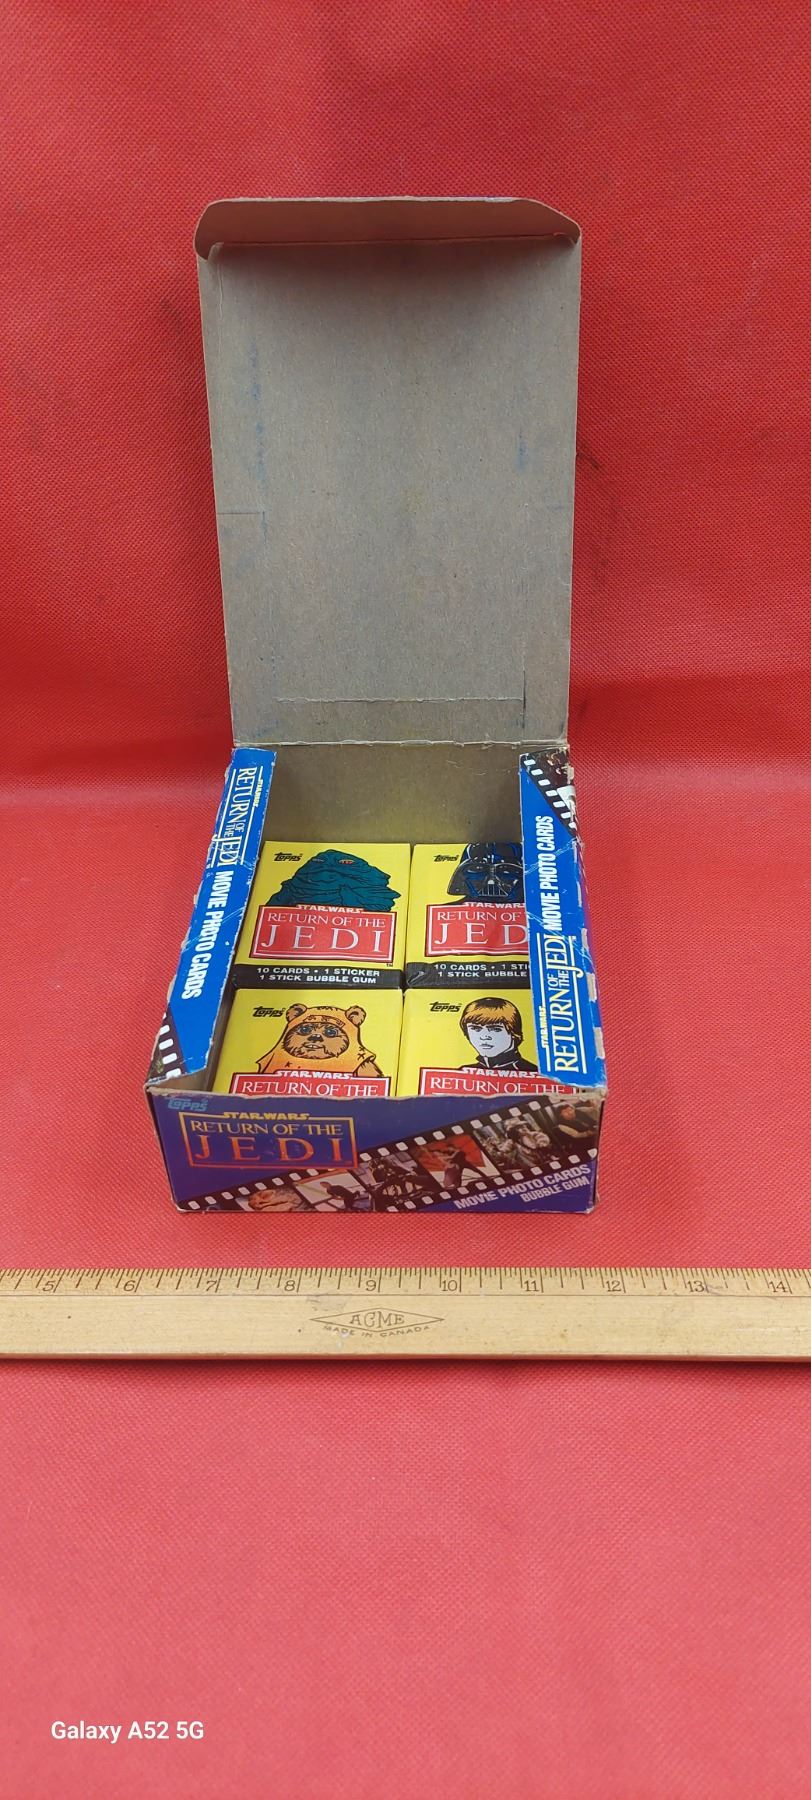 STAR WARS
RETURN OF THE JEDI MOVIE PHOTO CARDS
STAR WARS
RETURN OF THE JEDI MOVIE PHOTO CARDS
Topps
STAR WARS
RETURN OF THE
JEDI
TM
10 CARDS • 1 STICKER
1 STICK BUBBLE GUM
Topps
STAR WARS
RETURN OF
JED
10 CARDS • 1 STI
1 STICK BUBBLE
Topps
STAR WARS
RETURN OF THE
Topps
STAR WARS
RETURN OF THE
Topps
STAR WARS
RETURN OF THE
JEDI
MOVIE PHOTO CARDS
BUBBLE GUM
5 6 7 8 9 10 11 12 13 14
ACME
MADE IN CANADA
Galaxy A52 5G